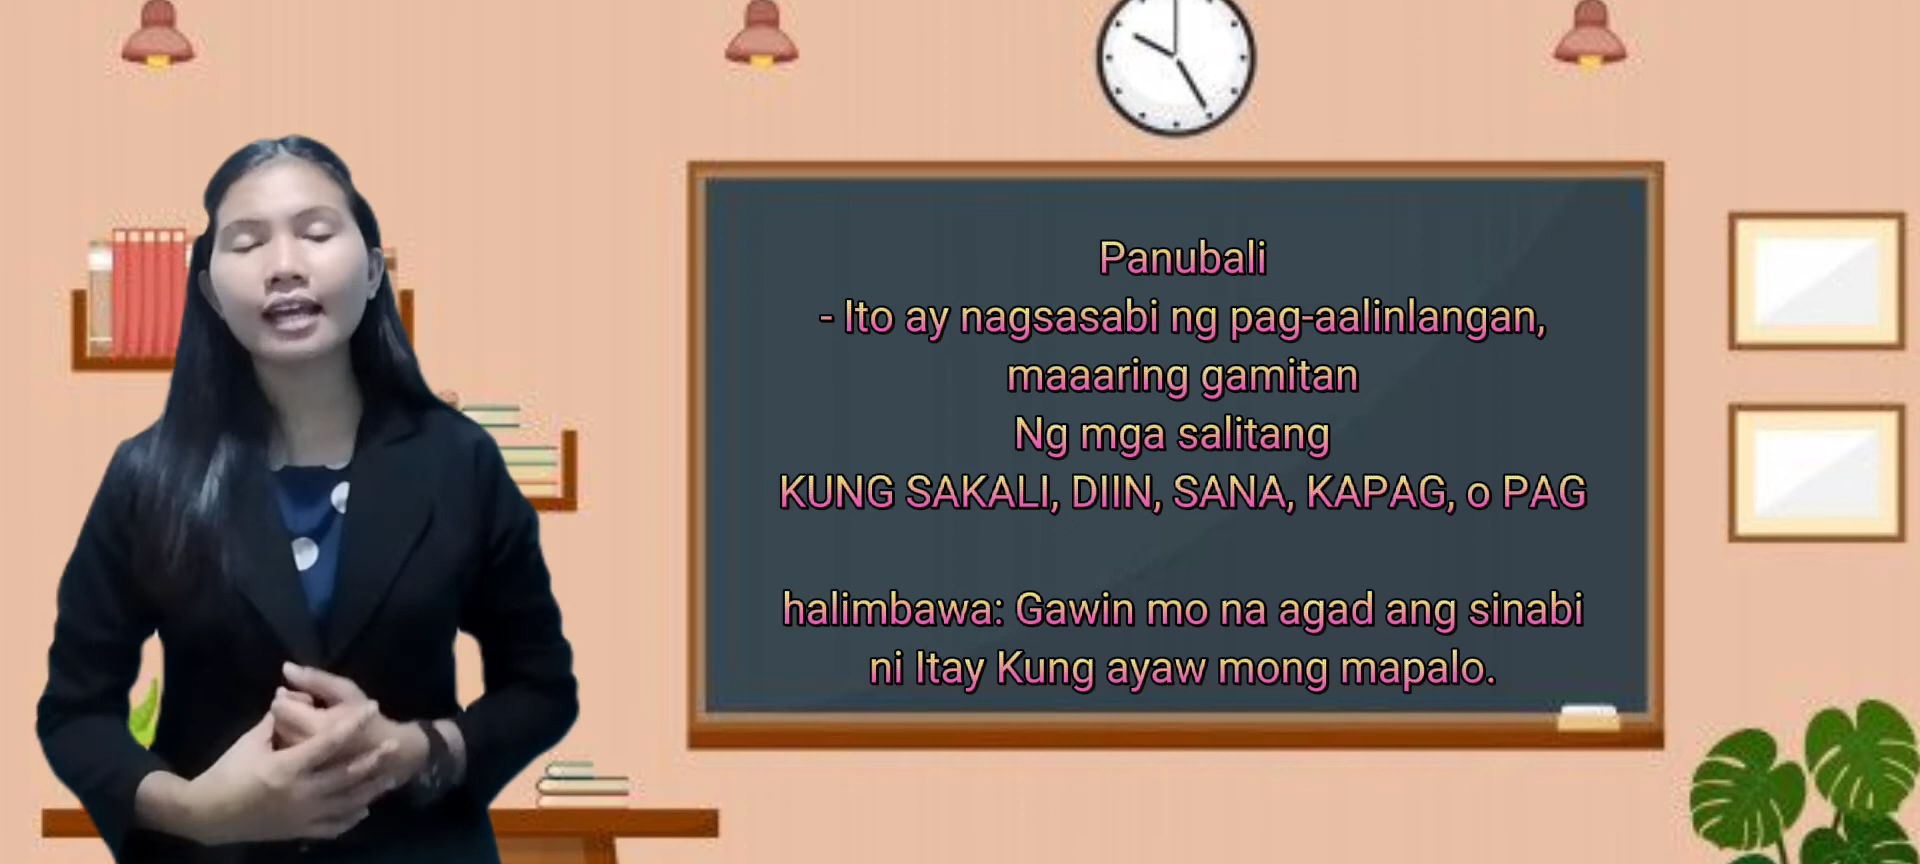 Panubali
- Ito ay nagsasabi ng pag-aalinlangan,
maaaring gamitan
Ng mga salitang
KUNG SAKALI, DIIN, SANA, KAPAG, o PAG
halimbawa: Gawin mo na agad ang sinabi
ni Itay Kung ayaw mong mapalo.